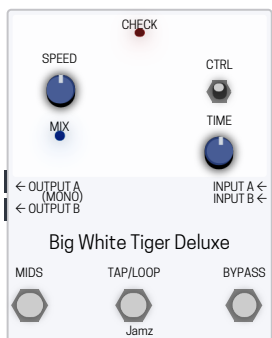 CHECK
SPEED
CTRL
MIX
TIME
← OUTPUT A
(MONO)
← OUTPUT B
INPUT A ←
INPUT B ←
Big White Tiger Deluxe
MIDS TAP/LOOP BYPASS
Jamz